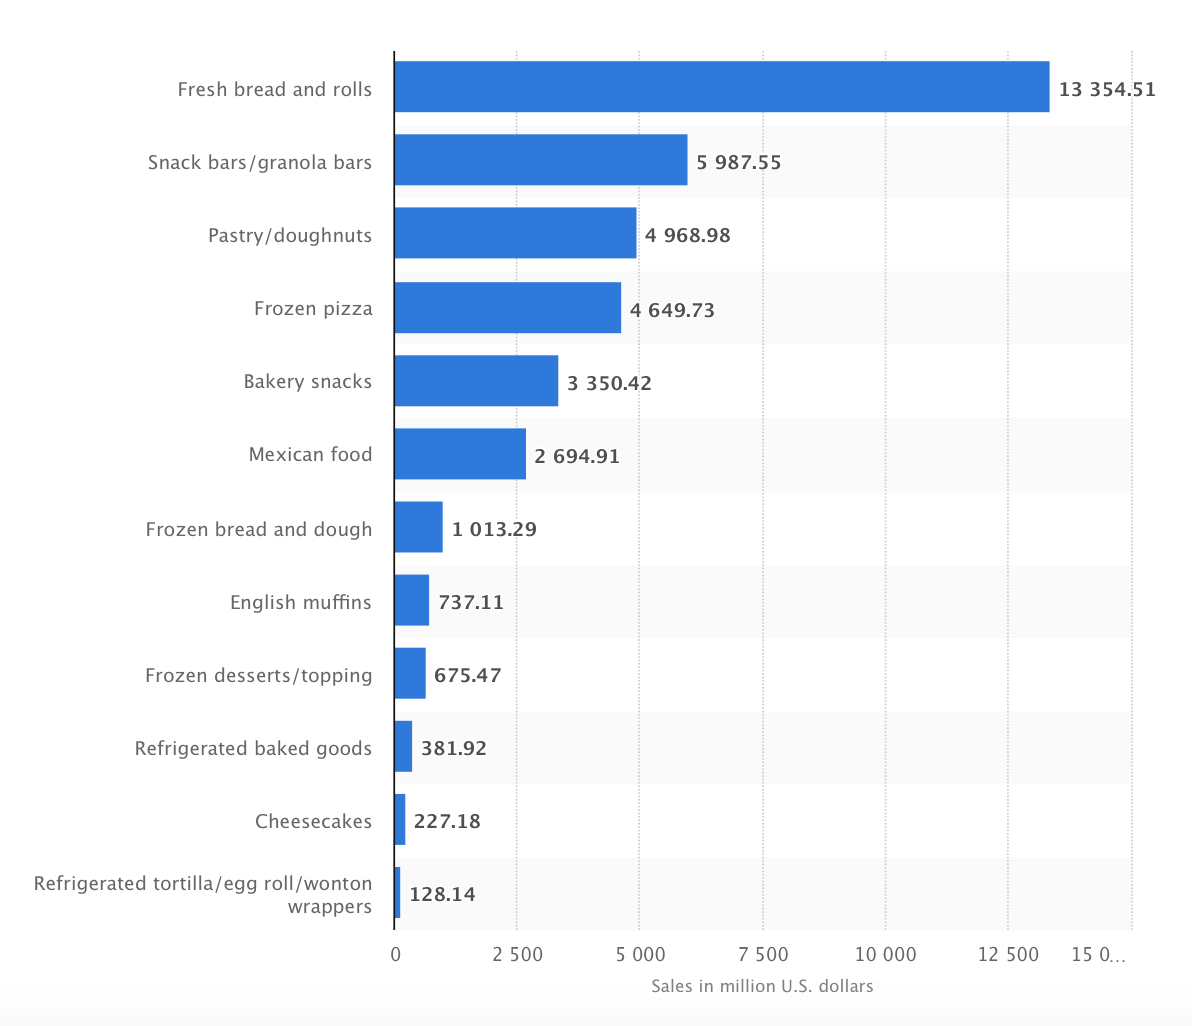 Fresh bread and rolls 13 354.51
Snack bars/granola bars 5 987.55
Pastry/doughnuts 4 968.98
Frozen pizza 4 649.73
Bakery snacks 3 350.42
Mexican food 2 694.91
Frozen bread and dough 1 013.29
English muffins 737.11
Frozen desserts/topping 675.47
Refrigerated baked goods 381.92
Cheesecakes 227.18
Refrigerated tortilla/egg roll/wonton
wrappers 128.14
0 2 500 5 000 7 500 10 000 12 500 15 0...
Sales in million U.S. dollars